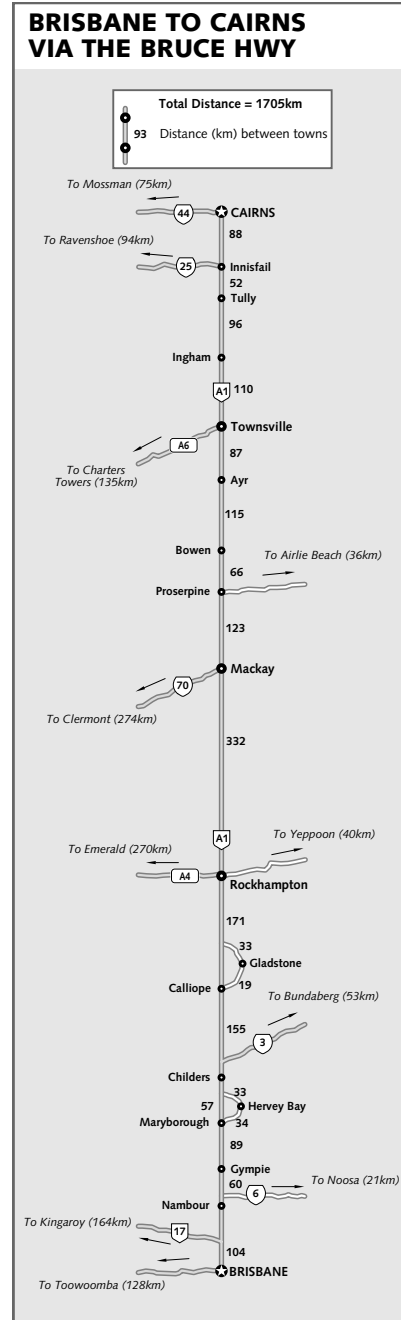 BRISBANE TO CAIRNS
VIA THE BRUCE HWY
Total Distance = 1705km
93 Distance (km) between towns
To Mossman (75km)
44
CAIRNS
88
To Ravenshoe (94km)
25
Innisfail
52
Tully
96
Ingham
A1 110
Townsville
A6
87
To Charters
Towers (135km)
Ayr
115
Bowen
To Airlie Beach (36km)
66
Proserpine
123
Mackay
70
To Clermont (274km)
332
A1
To Yeppoon (40km)
To Emerald (270km)
A4
Rockhampton
171
33
Gladstone
Calliope
19
To Bundaberg (53km)
155
3
Childers
33
57
Hervey Bay
Maryborough
34
89
Gympie
60
To Noosa (21km)
6
Nambour
To Kingaroy (164km)
17
104
BRISBANE
To Toowoomba (128km)